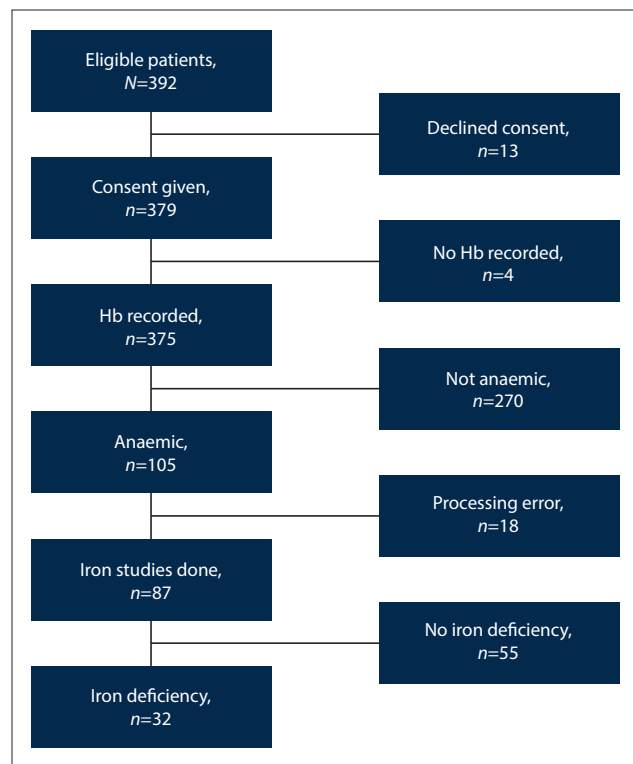 Eligible patients,
N=392
Declined consent,
n=13
Consent given,
n=379
No Hb recorded,
n=4
Hb recorded,
n=375
Not anaemic,
n=270
Anaemic,
n=105
Processing error,
n=18
Iron studies done,
n=87
No iron deficiency,
n=55
Iron deficiency,
n=32